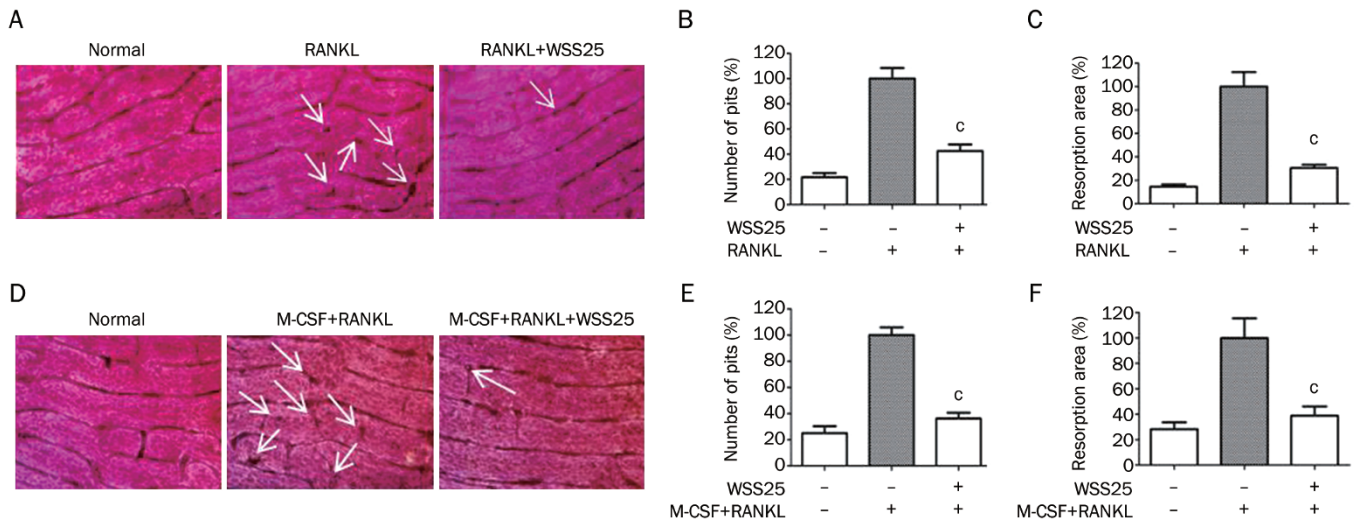 A
Normal
RANKL
RANKL+WSS25
B
Number of pits (%)
120
100
80
60
40
20
0
c
WSS25 – – +
RANKL – + +
C
Resorption area (%)
120
100
80
60
40
20
0
c
WSS25 – – +
RANKL – + +
D
Normal
M-CSF+RANKL
M-CSF+RANKL+WSS25
E
Number of pits (%)
120
100
80
60
40
20
0
c
WSS25 – – +
M-CSF+RANKL – + +
F
Resorption area (%)
120
100
80
60
40
20
0
c
WSS25 – – +
M-CSF+RANKL – + +